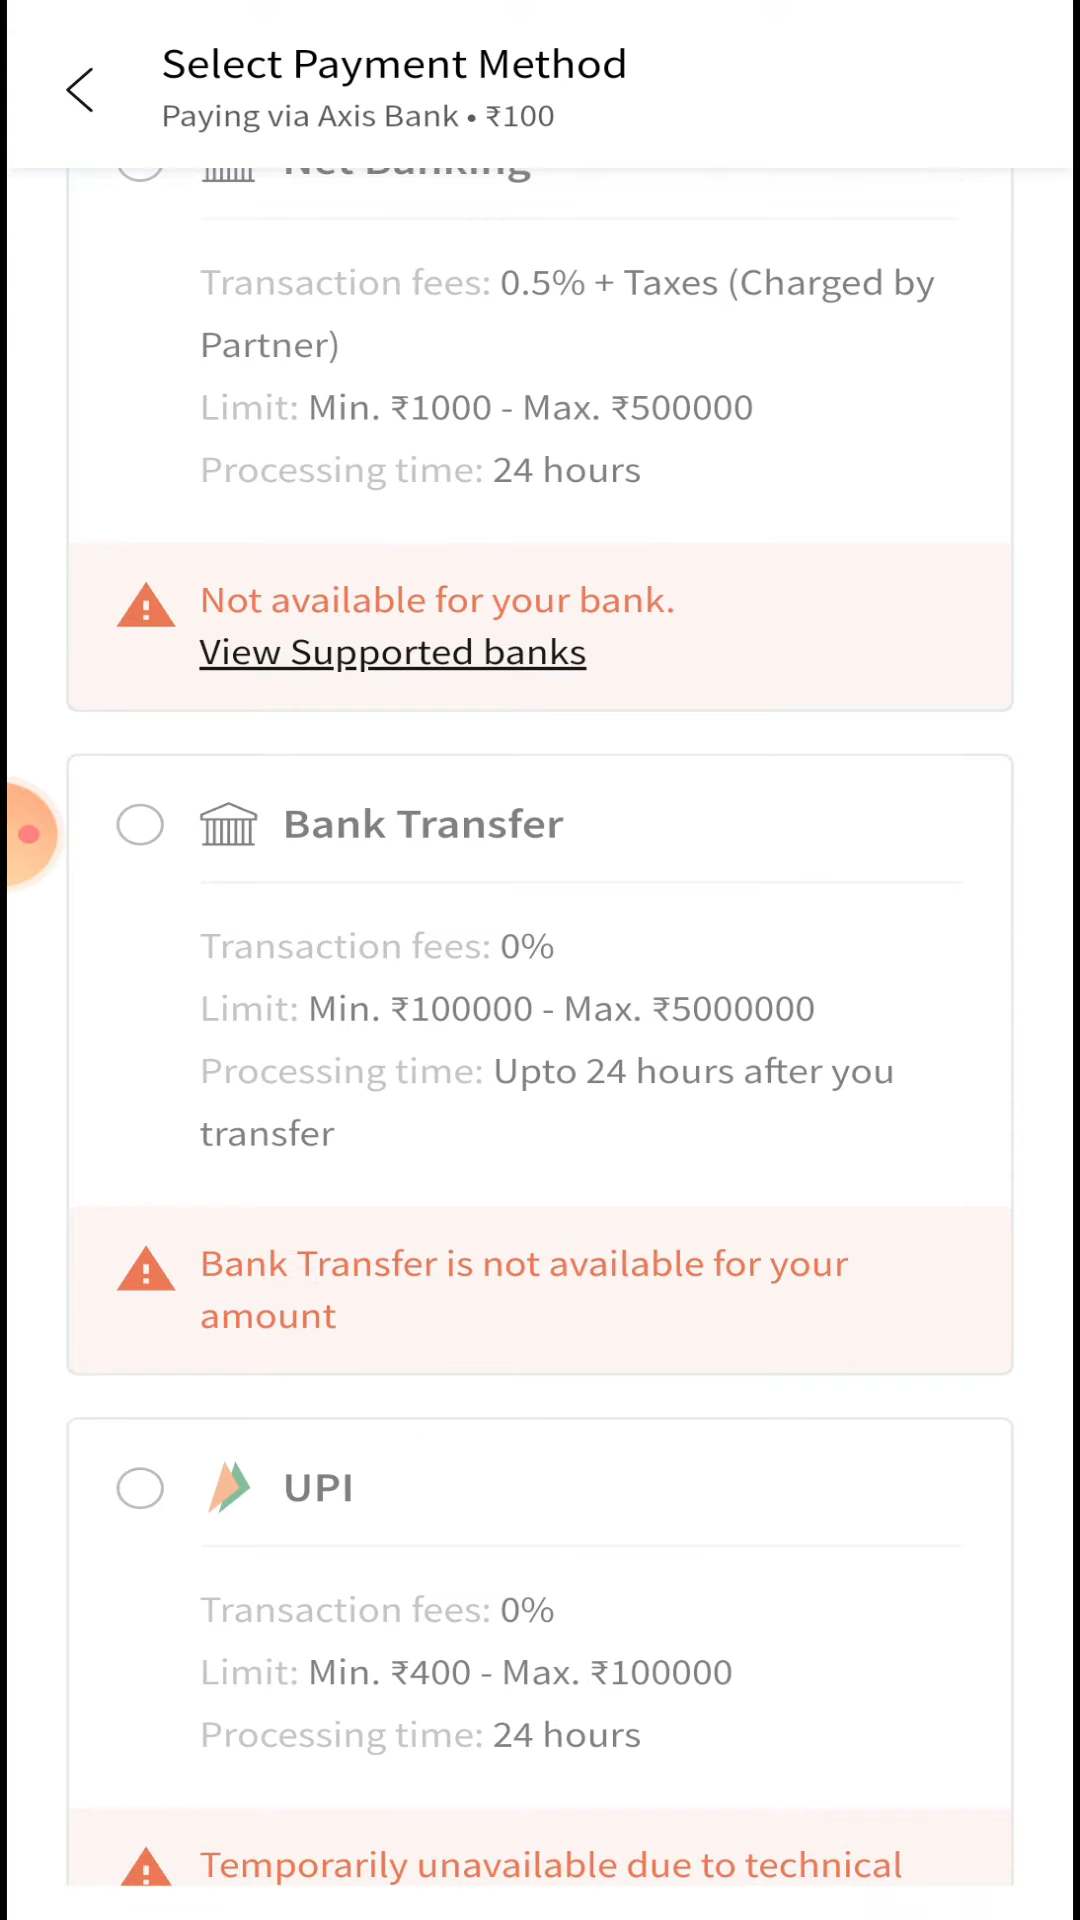 Select Payment Method
Paying via Axis Bank • ₹100
Net Banking
Transaction fees: 0.5% + Taxes (Charged by
Partner)
Limit: Min. ₹1000 - Max. ₹500000
Processing time: 24 hours
Not available for your bank.
View Supported banks
Bank Transfer
Transaction fees: 0%
Limit: Min. ₹100000 - Max. ₹5000000
Processing time: Upto 24 hours after you
transfer
Bank Transfer is not available for your
amount
UPI
Transaction fees: 0%
Limit: Min. ₹400 - Max. ₹100000
Processing time: 24 hours
Temporarily unavailable due to technical